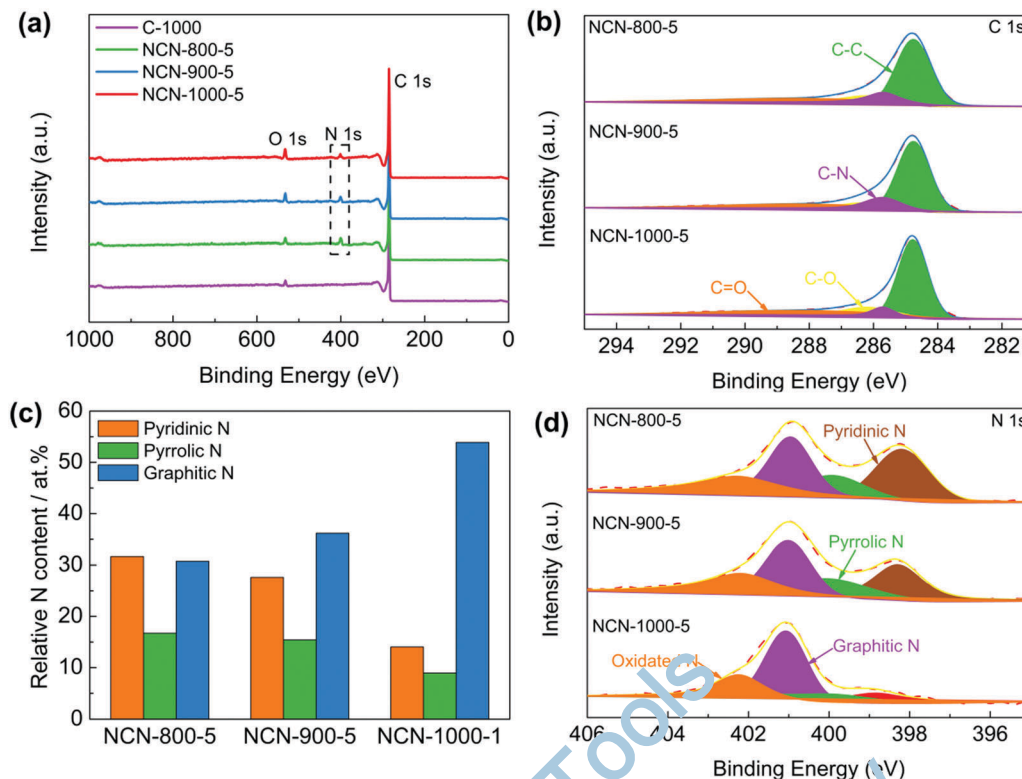 (a)
C-1000
NCN-800-5
NCN-900-5
NCN-1000-5
C 1s
O 1s
N 1s
Intensity (a.u.)
1000 800 600 400 200 0
Binding Energy (eV)
(b)
NCN-800-5
C 1s
C-C
NCN-900-5
C-N
NCN-1000-5
C=O
C-O
Intensity (a.u.)
294 292 290 288 286 284 282
Binding Energy (eV)
(c)
60
50
40
30
20
10
0
Relative N content / at.%
Pyridinic N
Pyrrolic N
Graphitic N
NCN-800-5 NCN-900-5 NCN-1000-1
(d)
NCN-800-5
N 1s
Pyridinic N
NCN-900-5
Pyrrolic N
NCN-1000-5
Oxidated N
Graphitic N
Intensity (a.u.)
406 404 402 400 398 396
Binding Energy (eV)
Tools